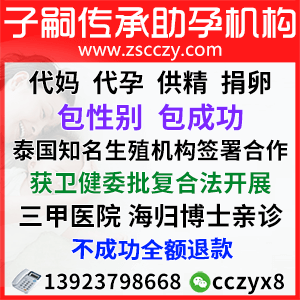 子嗣传承助孕机构
www.zscczy.com
代妈 代孕 供精 捐卵
包性别 包成功
泰国知名生殖机构签署合作
获卫健委批复合法开展
三甲医院 海归博士亲诊
不成功全额退款
13923798668 cczyx8